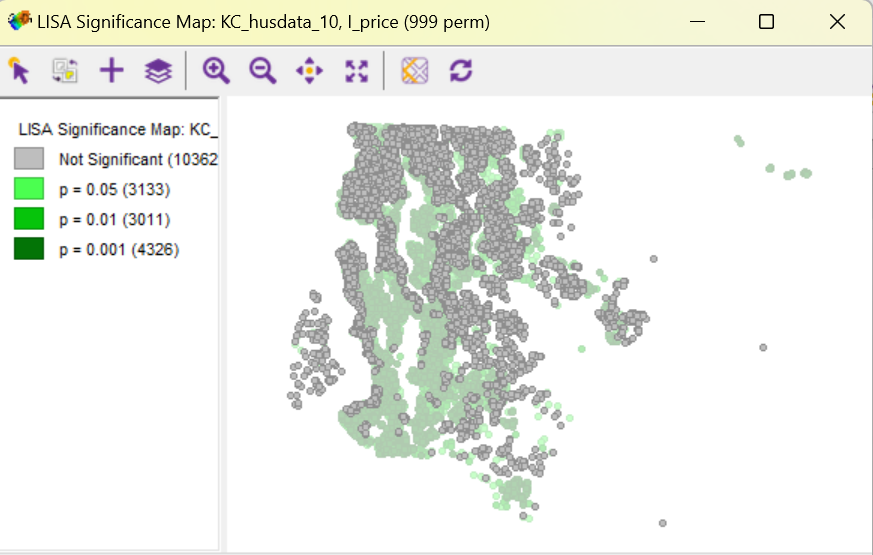 LISA Significance Map: KC_husdata_10, I_price (999 perm)
LISA Significance Map: KC_
Not Significant (10362
p = 0.05 (3133)
p = 0.01 (3011)
p = 0.001 (4326)